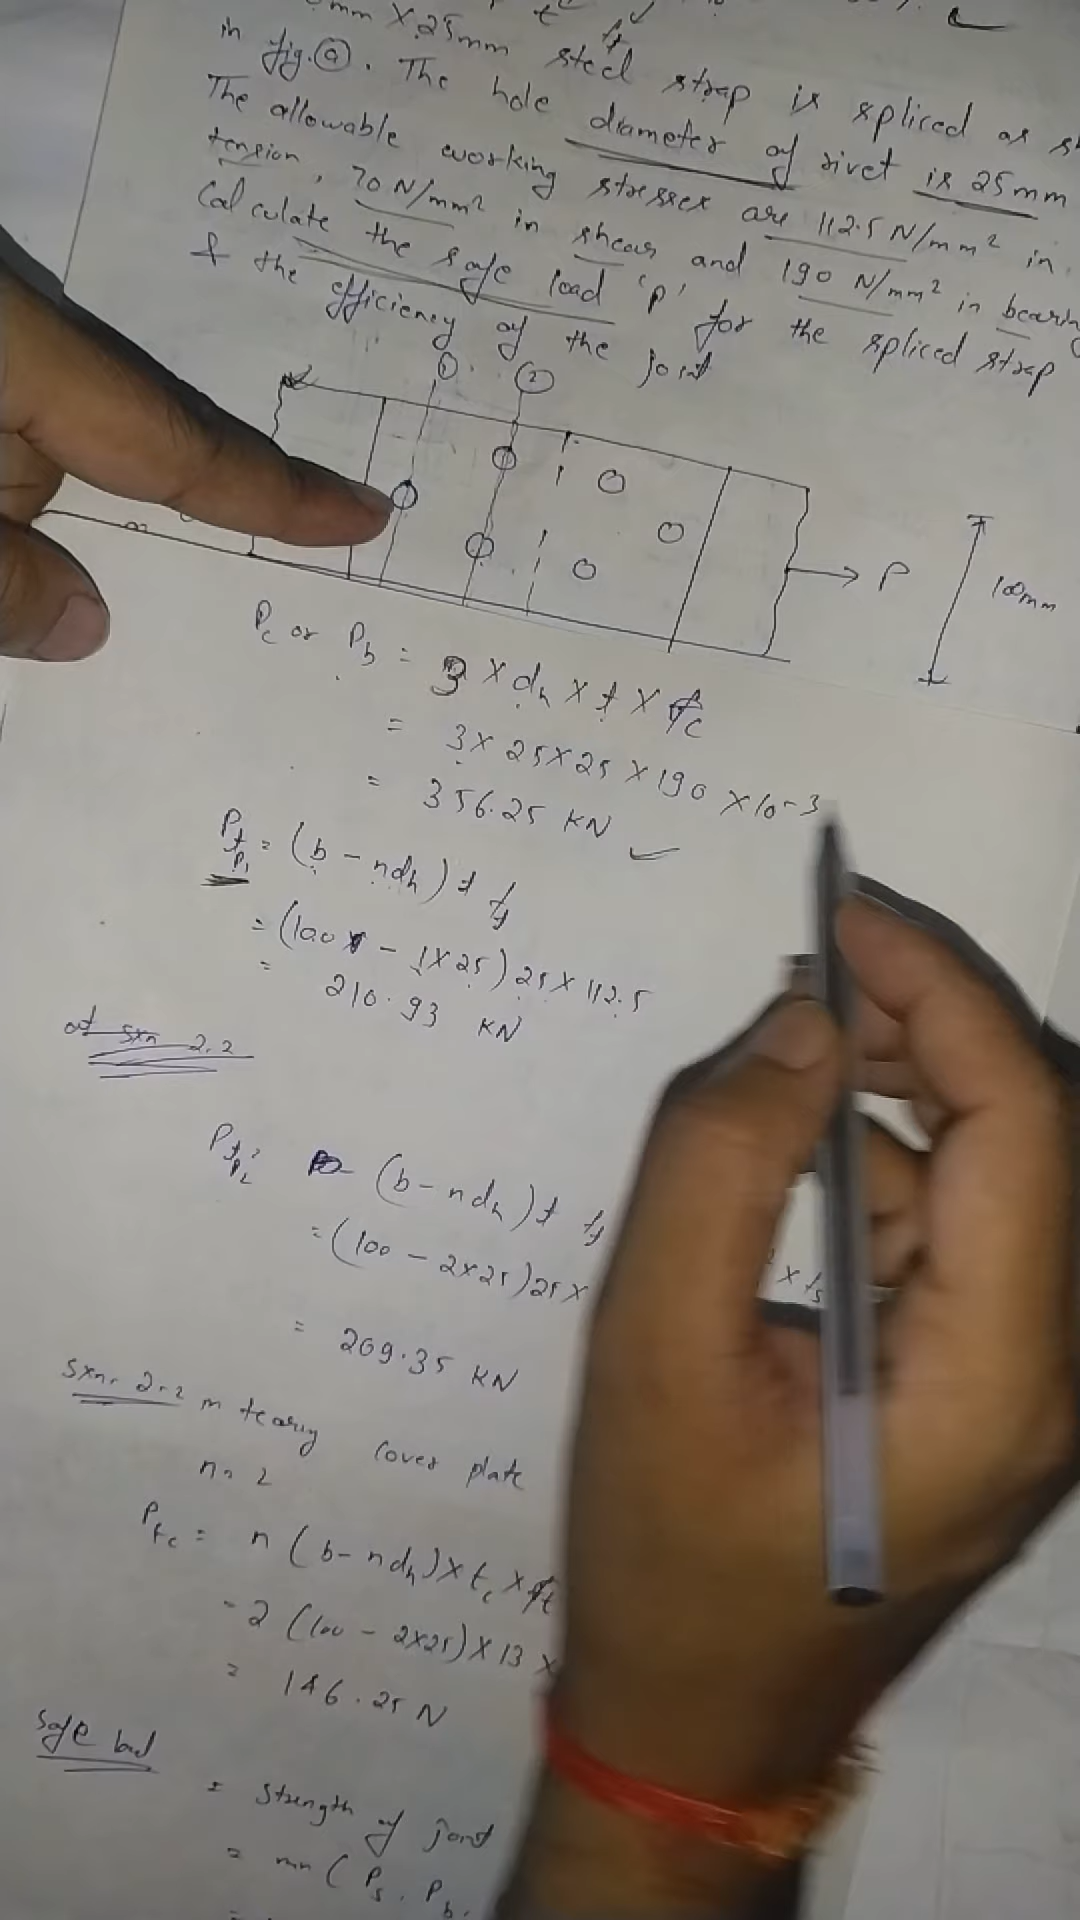 mm X 25mm steel strap is spliced as
in fig. (a). The hole diameter of rivet is 25mm
The allowable working stresses are 112.5 N/mm² in
tension, 70 N/mm² in shear and 190 N/mm² in bearing
Calculate the safe load 'p' for the spliced strap
& the efficiency of the joint
1 2
P
100mm
Pc or Pb = 3 X dh X t X fc
= 3 X 25 X 25 X 190 X 10-3
= 356.25 KN
PtP1 = (b - ndh) t ft
= (100 - 1X25) 25 X 112.5
= 210.93 KN
at sxn 2.2
PtP2 (b - ndh) t ft
= (100 - 2X25) 25 X
X fs
= 209.35 KN
sxn. 2-2 in tearing cover plate
n = 2
Ptc = n (b - ndh) X tc X ft
= 2 (100 - 2X25) X 13 X
= 146.25 N
Safe load
= strength of joint
= min (Ps, Pb,